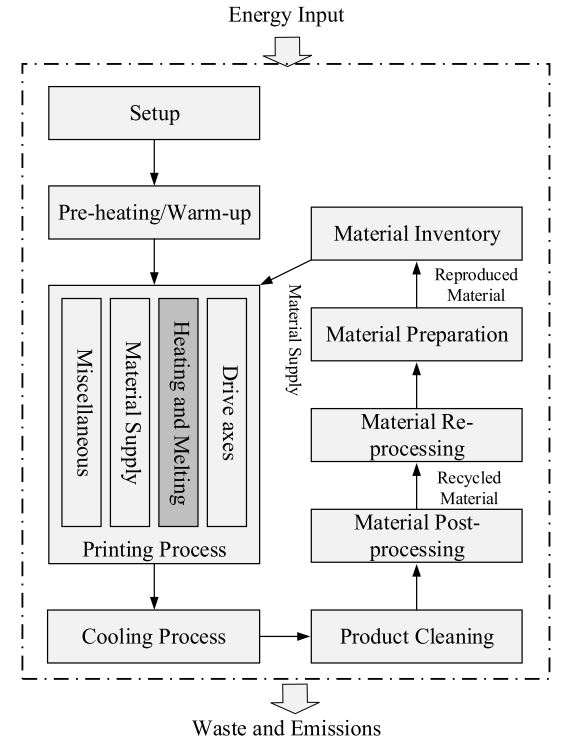 Energy Input
Setup
Pre-heating/Warm-up
Miscellaneous
Material Supply
Heating and Melting
Drive axes
Printing Process
Cooling Process
Material Inventory
Reproduced
Material
Material Supply
Material Preparation
Material Re-
processing
Recycled
Material
Material Post-
processing
Product Cleaning
Waste and Emissions